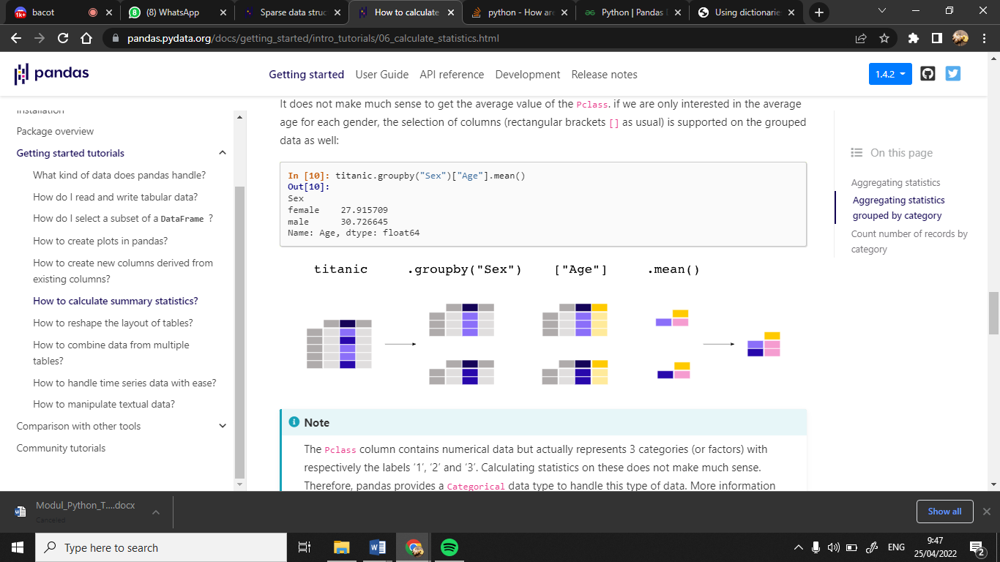 bacot
(8) WhatsApp
Sparse data struc
How to calculate
python - How are
Python | Pandas
Using dictionarie
pandas.pydata.org/docs/getting_started/intro_tutorials/06_calculate_statistics.html
pandas
Getting started
User Guide
API reference
Development
Release notes
1.4.2
Installation
Package overview
Getting started tutorials
What kind of data does pandas handle?
How do I read and write tabular data?
How do I select a subset of a DataFrame ?
How to create plots in pandas?
How to create new columns derived from
existing columns?
How to calculate summary statistics?
How to reshape the layout of tables?
How to combine data from multiple
tables?
How to handle time series data with ease?
How to manipulate textual data?
Comparison with other tools
Community tutorials
It does not make much sense to get the average value of the Pclass. if we are only interested in the average
age for each gender, the selection of columns (rectangular brackets [] as usual) is supported on the grouped
data as well:
In [10]: titanic.groupby("Sex")["Age"].mean()
Out[10]:
Sex
female 27.915709
male 30.726645
Name: Age, dtype: float64
titanic .groupby("Sex") ["Age"] .mean()
Note
The Pclass column contains numerical data but actually represents 3 categories (or factors) with
respectively the labels ‘1’, ‘2’ and ‘3’. Calculating statistics on these does not make much sense.
Therefore, pandas provides a Categorical data type to handle this type of data. More information
On this page
Aggregating statistics
Aggregating statistics
grouped by category
Count number of records by
category
Modul_Python_T....docx
Canceled
Show all
Type here to search
ENG
9:47
25/04/2022
2